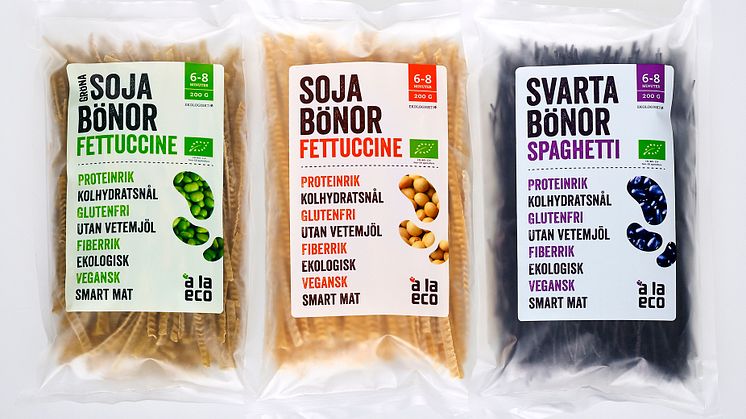 GRÖNA
SOJA
BÖNOR
FETTUCCINE
6-8
MINUTER
200 G
EKOLOGISKT
PROTEINRIK
KOLHYDRATSNÅL
GLUTENFRI
UTAN VETEMJÖL
FIBERRIK
EKOLOGISK
VEGANSK
SMART MAT
à la
eco
SOJA
BÖNOR
FETTUCCINE
6-8
MINUTER
200 G
EKOLOGISKT
PROTEINRIK
KOLHYDRATSNÅL
GLUTENFRI
UTAN VETEMJÖL
FIBERRIK
EKOLOGISK
VEGANSK
SMART MAT
à la
eco
SVARTA
BÖNOR
SPAGHETTI
6-8
MINUTER
200 G
EKOLOGISKT
PROTEINRIK
KOLHYDRATSNÅL
GLUTENFRI
UTAN VETEMJÖL
FIBERRIK
EKOLOGISK
VEGANSK
SMART MAT
à la
eco